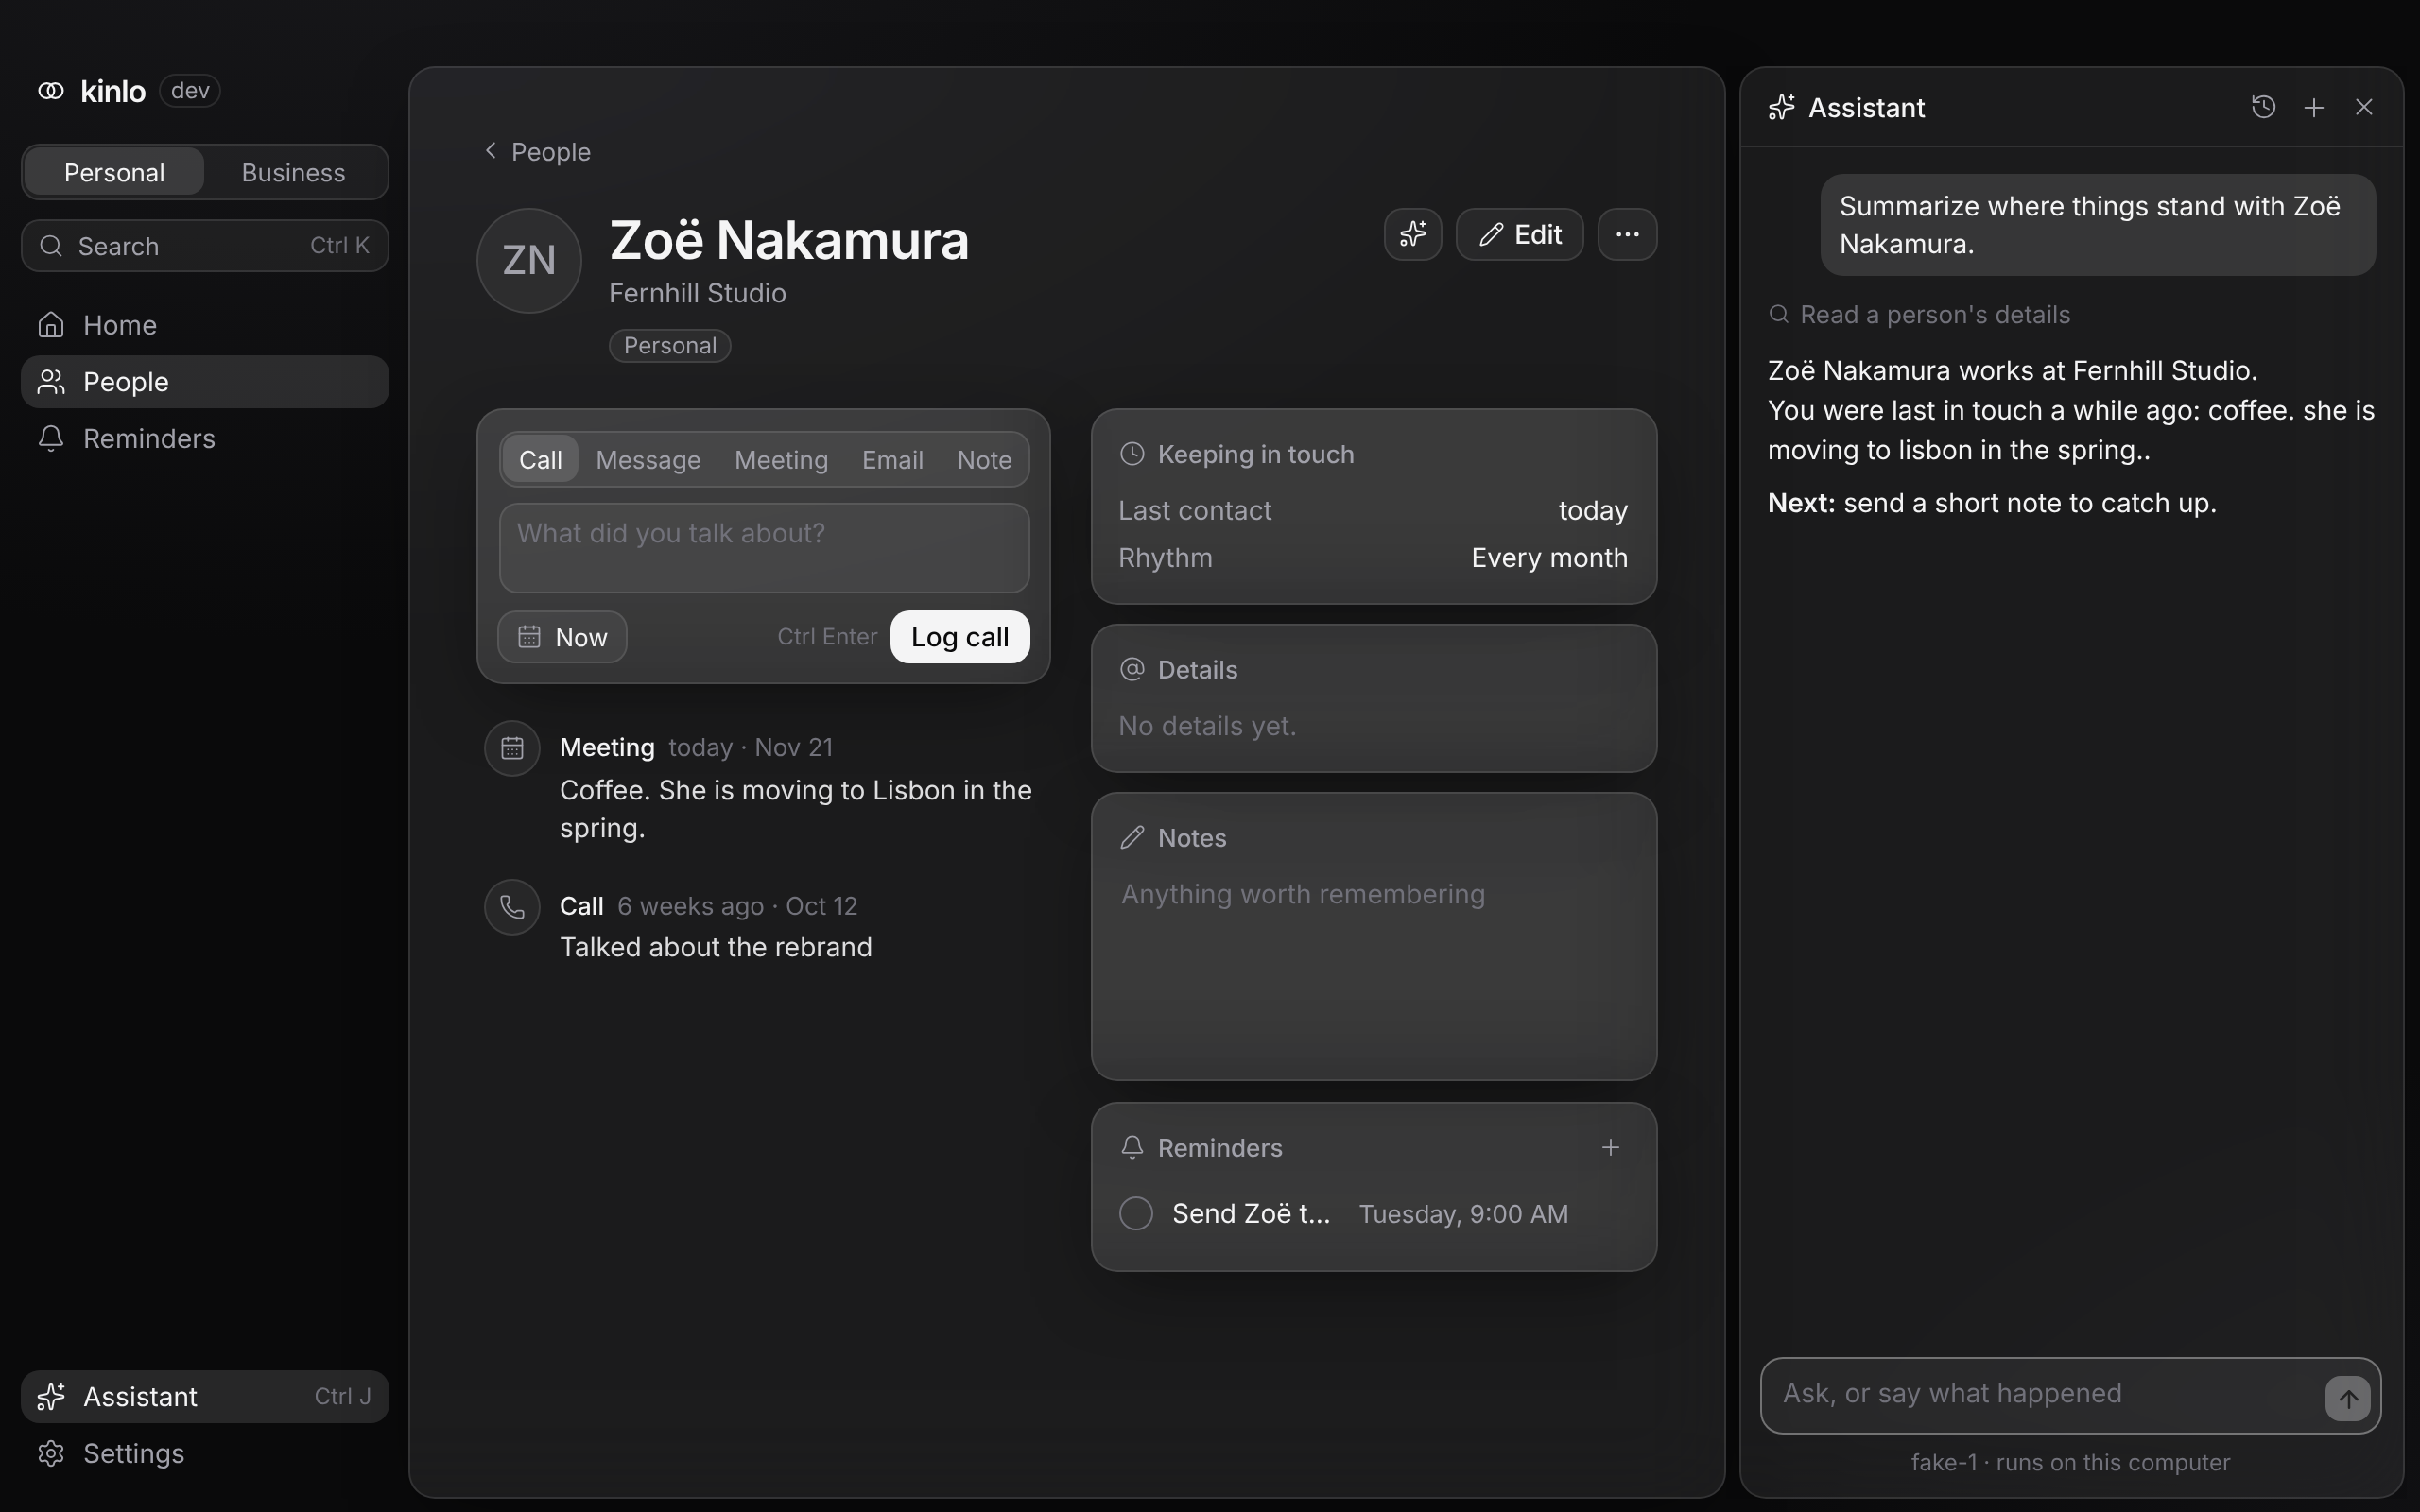 kinlo dev
Personal Business
Search Ctrl K
Home
People
Reminders
Assistant Ctrl J
Settings
People
ZN
Zoë Nakamura
Fernhill Studio
Personal
Edit
Call Message Meeting Email Note
What did you talk about?
Now Ctrl Enter Log call
Meeting today · Nov 21
Coffee. She is moving to Lisbon in the
spring.
Call 6 weeks ago · Oct 12
Talked about the rebrand
Keeping in touch
Last contact today
Rhythm Every month
Details
No details yet.
Notes
Anything worth remembering
Reminders
Send Zoë t... Tuesday, 9:00 AM
Assistant
Summarize where things stand with Zoë
Nakamura.
Read a person's details
Zoë Nakamura works at Fernhill Studio.
You were last in touch a while ago: coffee. she is
moving to lisbon in the spring..
Next: send a short note to catch up.
Ask, or say what happened
fake-1 · runs on this computer